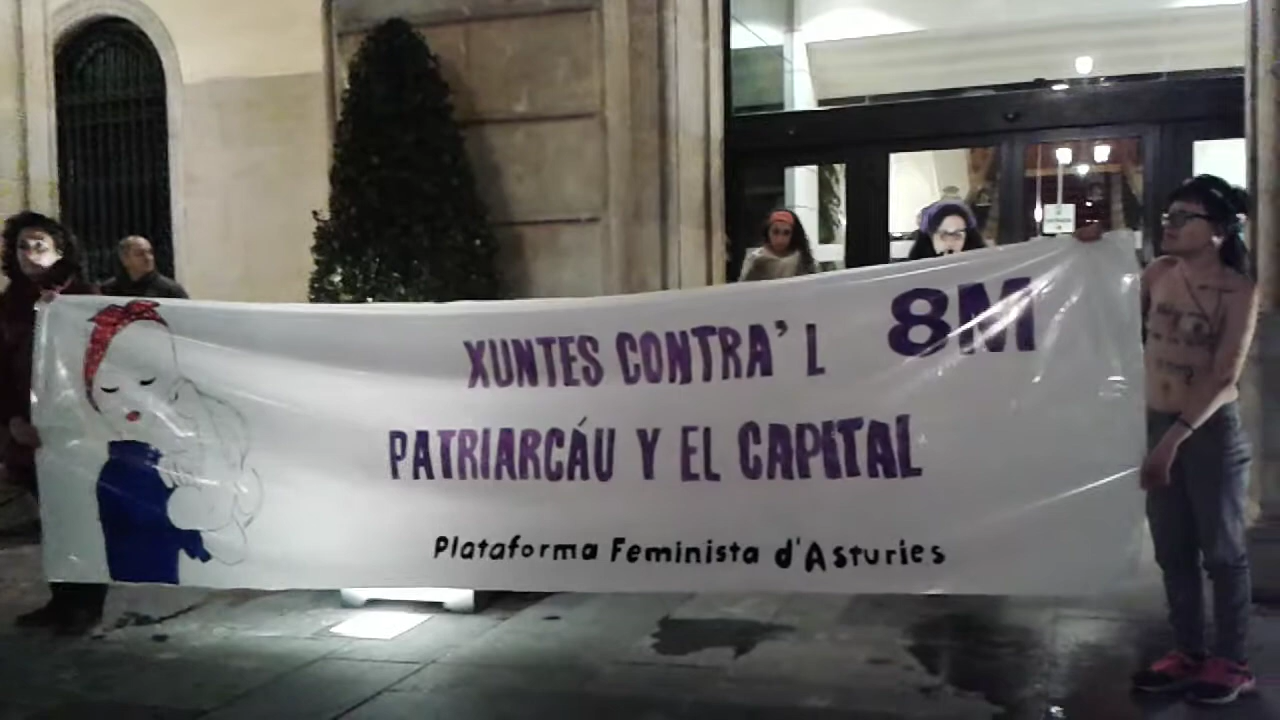 XUNTES CONTRA'L 8M
PATRIARCÁU Y EL CAPITAL
Plataforma Feminista d'Asturies